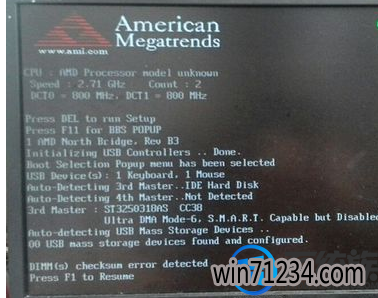 American
Megatrends
www.ami.com
CPU : AMD Processor model unknown
Speed : 2.71 GHz Count : 2
DCT0 = 800 MHz, DCT1 = 800 MHz
Press DEL to run Setup
Press F11 for BBS POPUP
1 AMD North Bridge, Rev B3
Initializing USB Controllers .. Done.
Boot Selection Popup menu has been selected
USB Device(s): 1 Keyboard, 1 Mouse
Auto-Detecting 3rd Master..IDE Hard Disk
Auto-Detecting 4th Master..Not Detected
3rd Master : ST3250310AS CC3B
Ultra DMA Mode-6, S.M.A.R.T. Capable but Disabled
Auto-detecting USB Mass Storage Devices ..
00 USB mass storage devices found and configured.
DIMM(s) checksum error detected
Press F1 to Resume
win71234.com